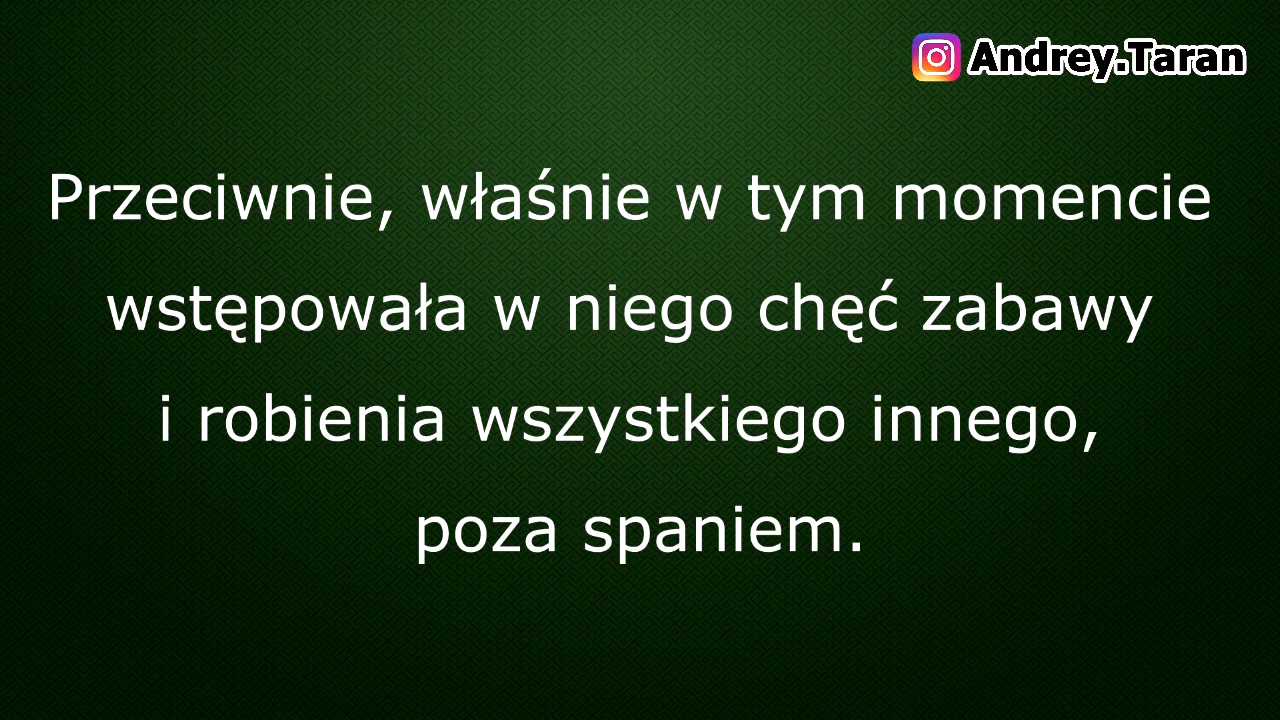 Andrey.Taran
Przeciwnie, właśnie w tym momencie
wstępowała w niego chęć zabawy
i robienia wszystkiego innego,
poza spaniem.